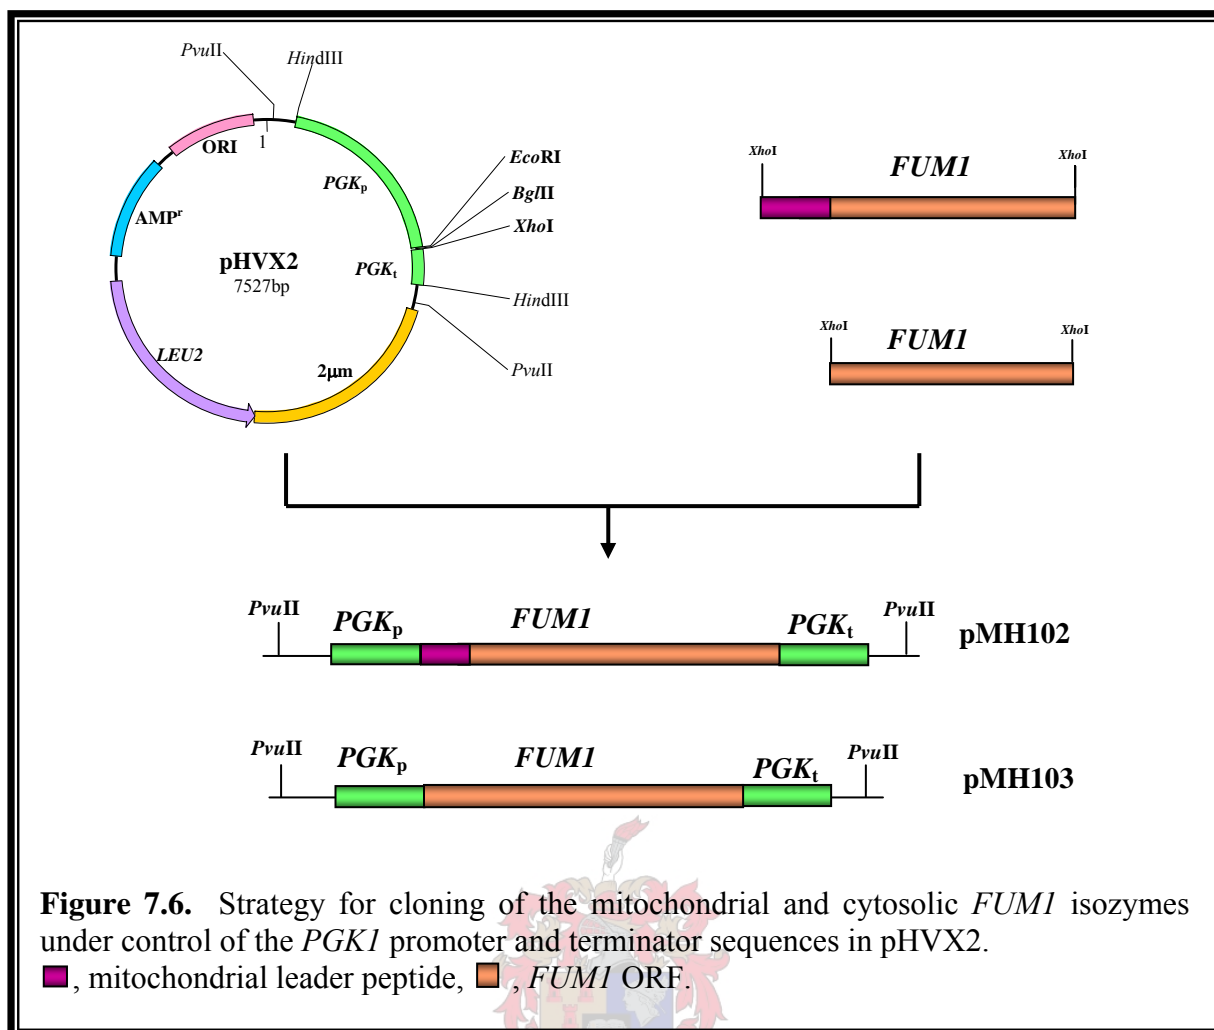 PvuII
HindIII
ORI
1
PGKp
EcoRI
BglII
XhoI
AMPr
pHVX2
7527bp
PGKt
HindIII
LEU2
2µm
PvuII
XhoI
FUM1
XhoI
XhoI
FUM1
XhoI
PvuII
PGKp
FUM1
PGKt
PvuII
pMH102
PvuII
PGKp
FUM1
PGKt
PvuII
pMH103
Figure 7.6. Strategy for cloning of the mitochondrial and cytosolic FUM1 isozymes
under control of the PGK1 promoter and terminator sequences in pHVX2.
, mitochondrial leader peptide, , FUM1 ORF.